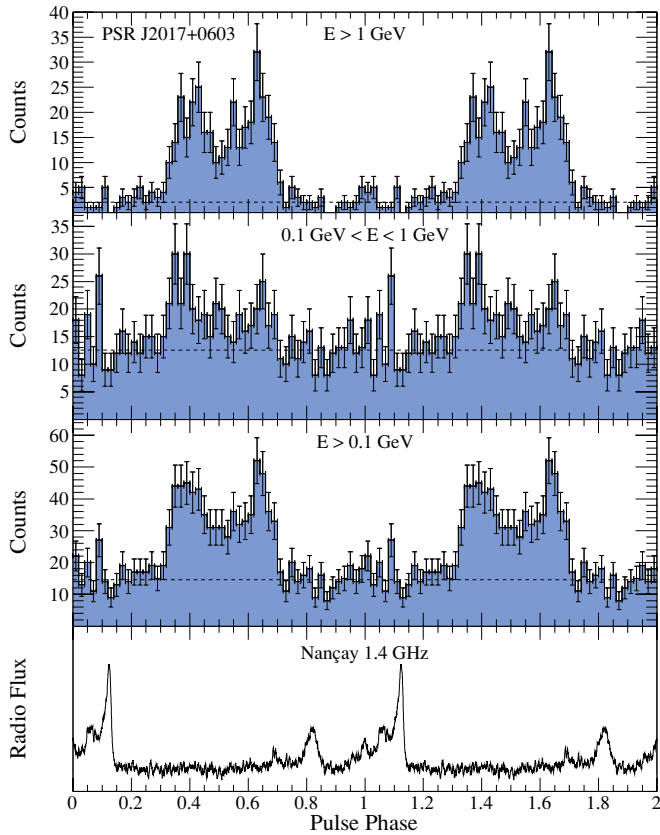 PSR J2017+0603 E > 1 GeV
Counts
40
35
30
25
20
15
10
5
0.1 GeV < E < 1 GeV
35
30
25
20
15
10
5
E > 0.1 GeV
Counts
60
50
40
30
20
10
Nançay 1.4 GHz
Radio Flux
0 0.2 0.4 0.6 0.8 1 1.2 1.4 1.6 1.8 2
Pulse Phase
Counts